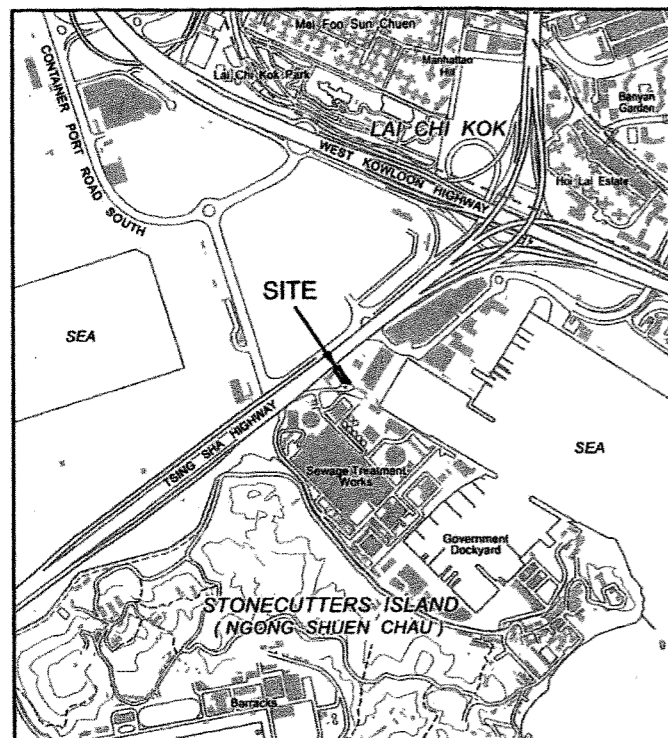 Mei Foo Sun Chuen
Manhattan
Hill
Lai Chi Kok Park
Banyan
Garden
LAI CHI KOK
CONTAINER PORT ROAD SOUTH
WEST KOWLOON HIGHWAY
Hoi Lai Estate
SITE
SEA
TSING SHA HIGHWAY
SEA
Sewage Treatment
Works
Government
Dockyard
STONECUTTERS ISLAND
( NGONG SHUEN CHAU )
Barracks